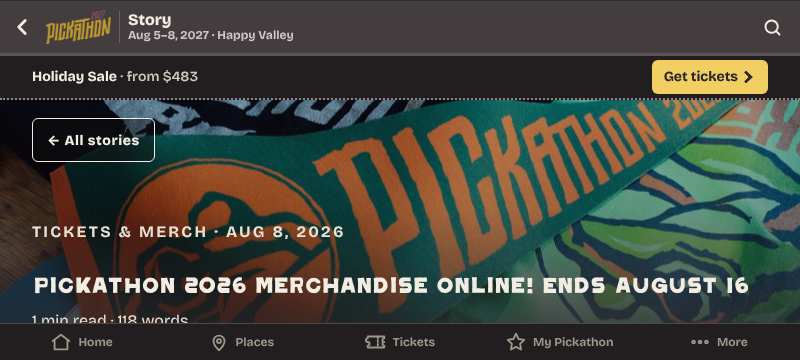 PICKATHON
Story
Aug 5–8, 2027 · Happy Valley
Holiday Sale · from $483
Get tickets
← All stories
PICKATHON
TICKETS & MERCH · AUG 8, 2026
PICKATHON 2026 MERCHANDISE ONLINE! ENDS AUGUST 16
1 min read · 118 words
Home
Places
Tickets
My Pickathon
More